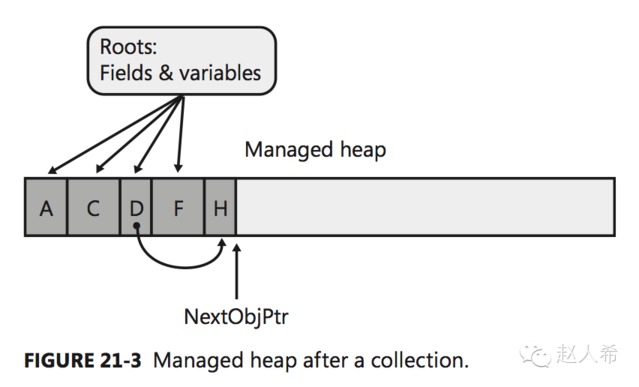 Roots:
Fields & variables
Managed heap
A C D F H
NextObjPtr
FIGURE 21-3 Managed heap after a collection.
赵人希